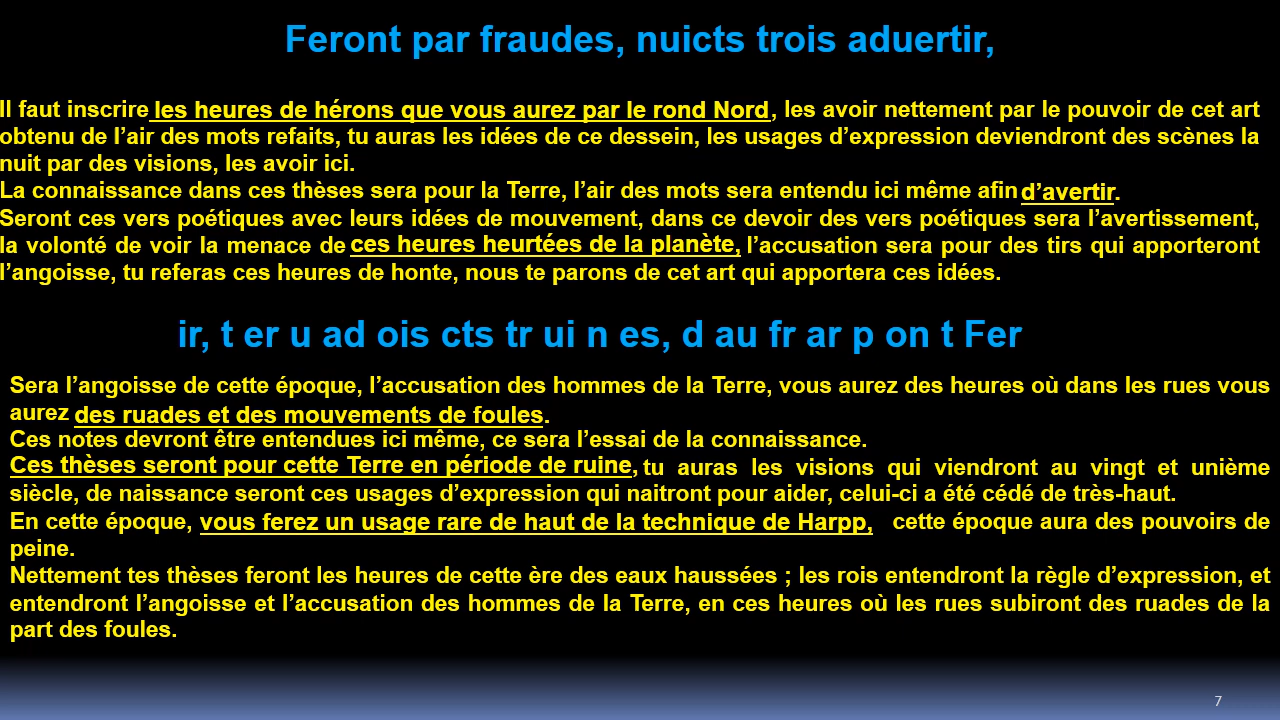 Feront par fraudes, nuicts trois aduertir,
Il faut inscrire les heures de hérons que vous aurez par le rond Nord, les avoir nettement par le pouvoir de cet art
obtenu de l’air des mots refaits, tu auras les idées de ce dessein, les usages d’expression deviendront des scènes la
nuit par des visions, les avoir ici.
La connaissance dans ces thèses sera pour la Terre, l’air des mots sera entendu ici même afin d’avertir.
Seront ces vers poétiques avec leurs idées de mouvement, dans ce devoir des vers poétiques sera l’avertissement,
la volonté de voir la menace de ces heures heurtées de la planète, l’accusation sera pour des tirs qui apporteront
l’angoisse, tu referas ces heures de honte, nous te parons de cet art qui apportera ces idées.
ir, t er u ad ois cts tr ui n es, d au fr ar p on t Fer
Sera l’angoisse de cette époque, l’accusation des hommes de la Terre, vous aurez des heures où dans les rues vous
aurez des ruades et des mouvements de foules.
Ces notes devront être entendues ici même, ce sera l’essai de la connaissance.
Ces thèses seront pour cette Terre en période de ruine, tu auras les visions qui viendront au vingt et unième
siècle, de naissance seront ces usages d’expression qui naitront pour aider, celui-ci a été cédé de très-haut.
En cette époque, vous ferez un usage rare de haut de la technique de Harpp, cette époque aura des pouvoirs de
peine.
Nettement tes thèses feront les heures de cette ère des eaux haussées ; les rois entendront la règle d’expression, et
entendront l’angoisse et l’accusation des hommes de la Terre, en ces heures où les rues subiront des ruades de la
part des foules.
7